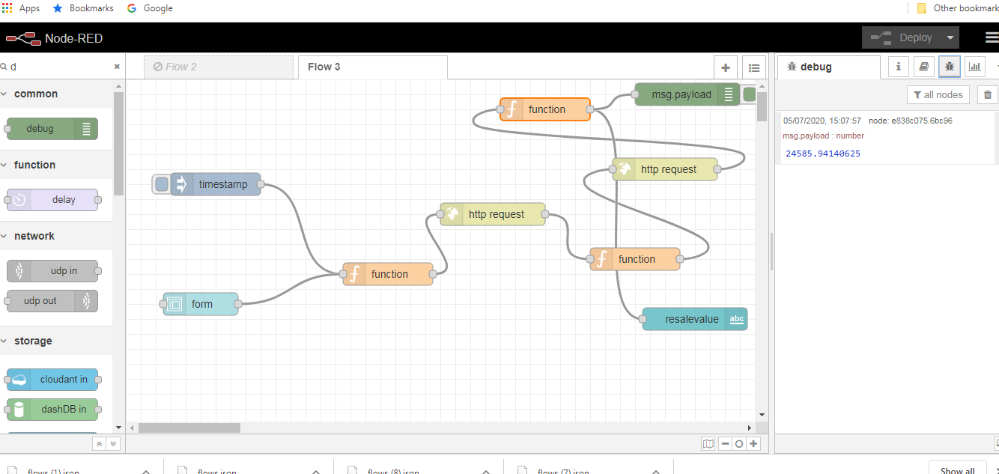 Apps Bookmarks Google Other bookmark
Node-RED Deploy
d
Flow 2 Flow 3 debug
common
debug
function
delay
network
udp in
udp out
storage
cloudant in
dashDB in
timestamp
form
function
http request
function
http request
function
msg.payload
resalevalue abc
all nodes
05/07/2020, 15:07:57 node: e838c075.6bc96
msg.payload : number
24585.94140625
flows (1).json flows.json flows (8).json flows (7).json Show all